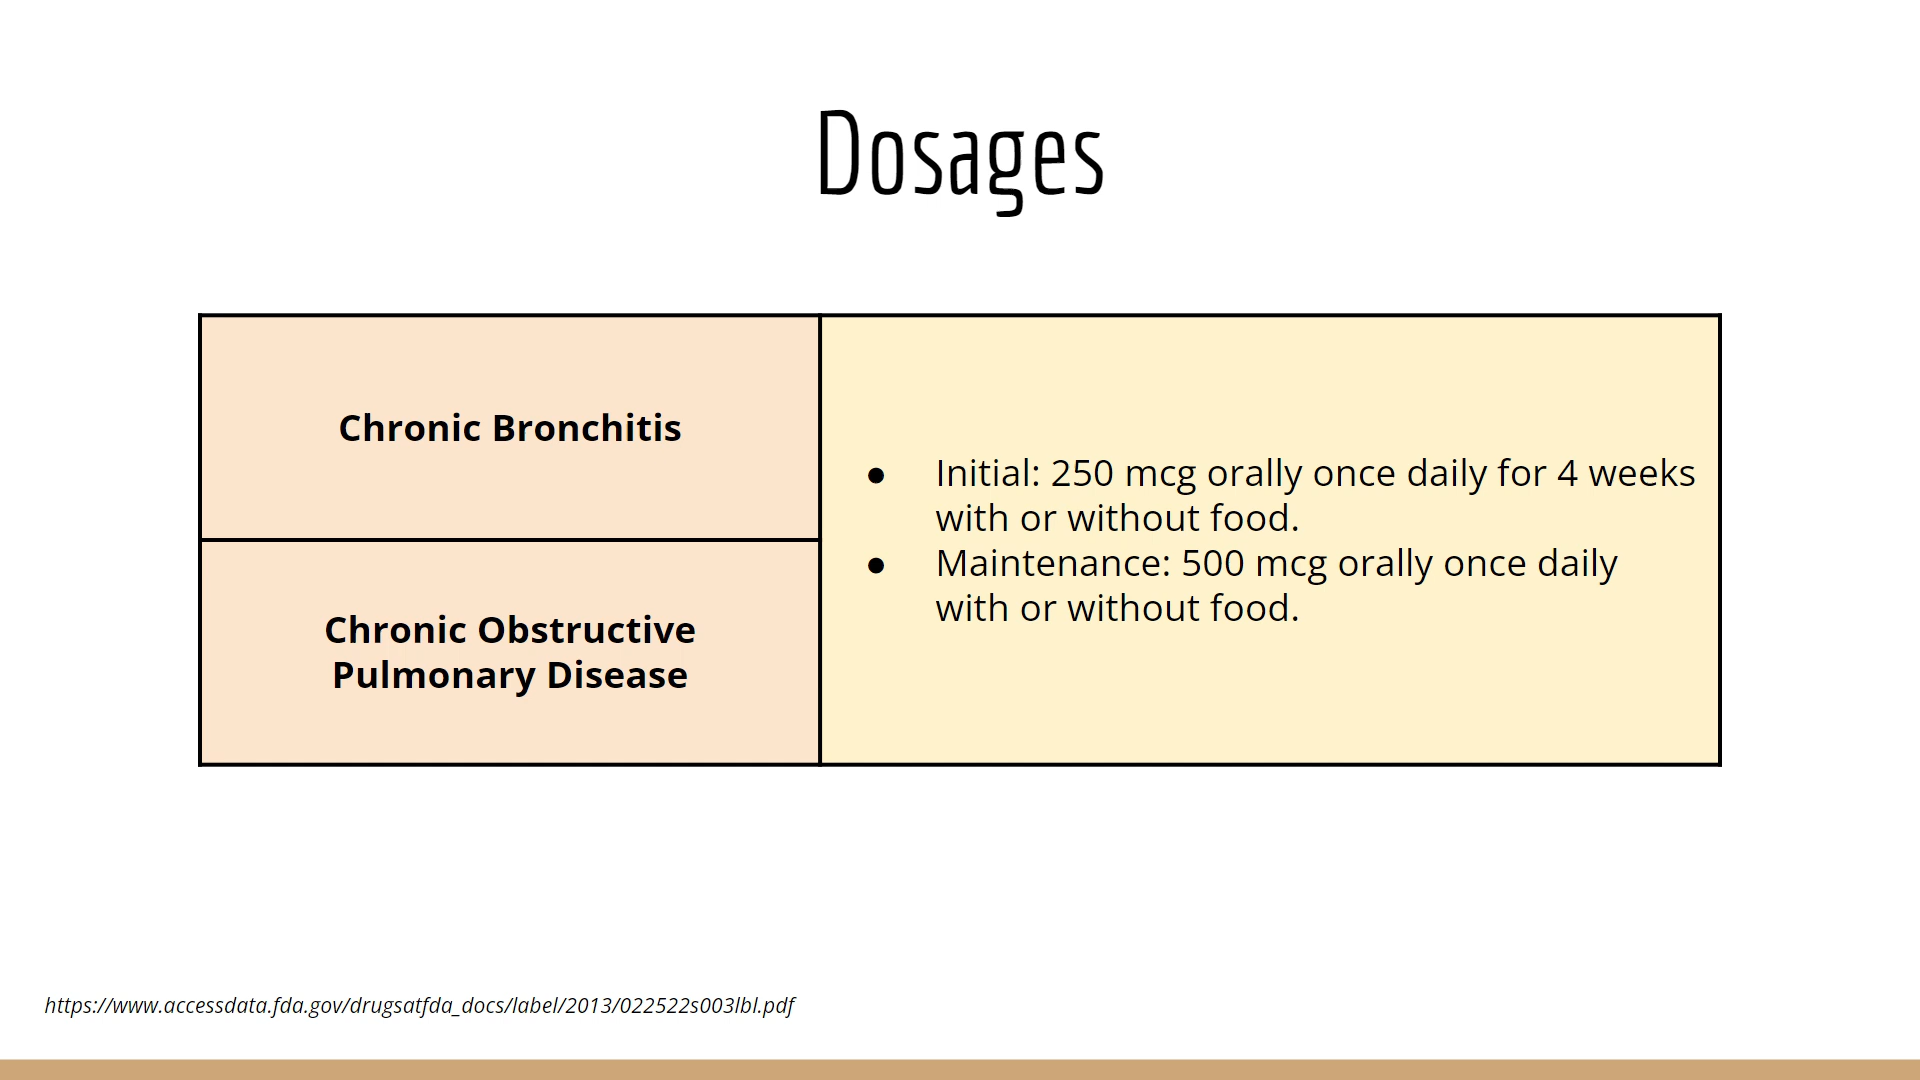 Dosages
Chronic Bronchitis
Chronic Obstructive
Pulmonary Disease
● Initial: 250 mcg orally once daily for 4 weeks
with or without food.
● Maintenance: 500 mcg orally once daily
with or without food.
https://www.accessdata.fda.gov/drugsatfda_docs/label/2013/022522s003lbl.pdf